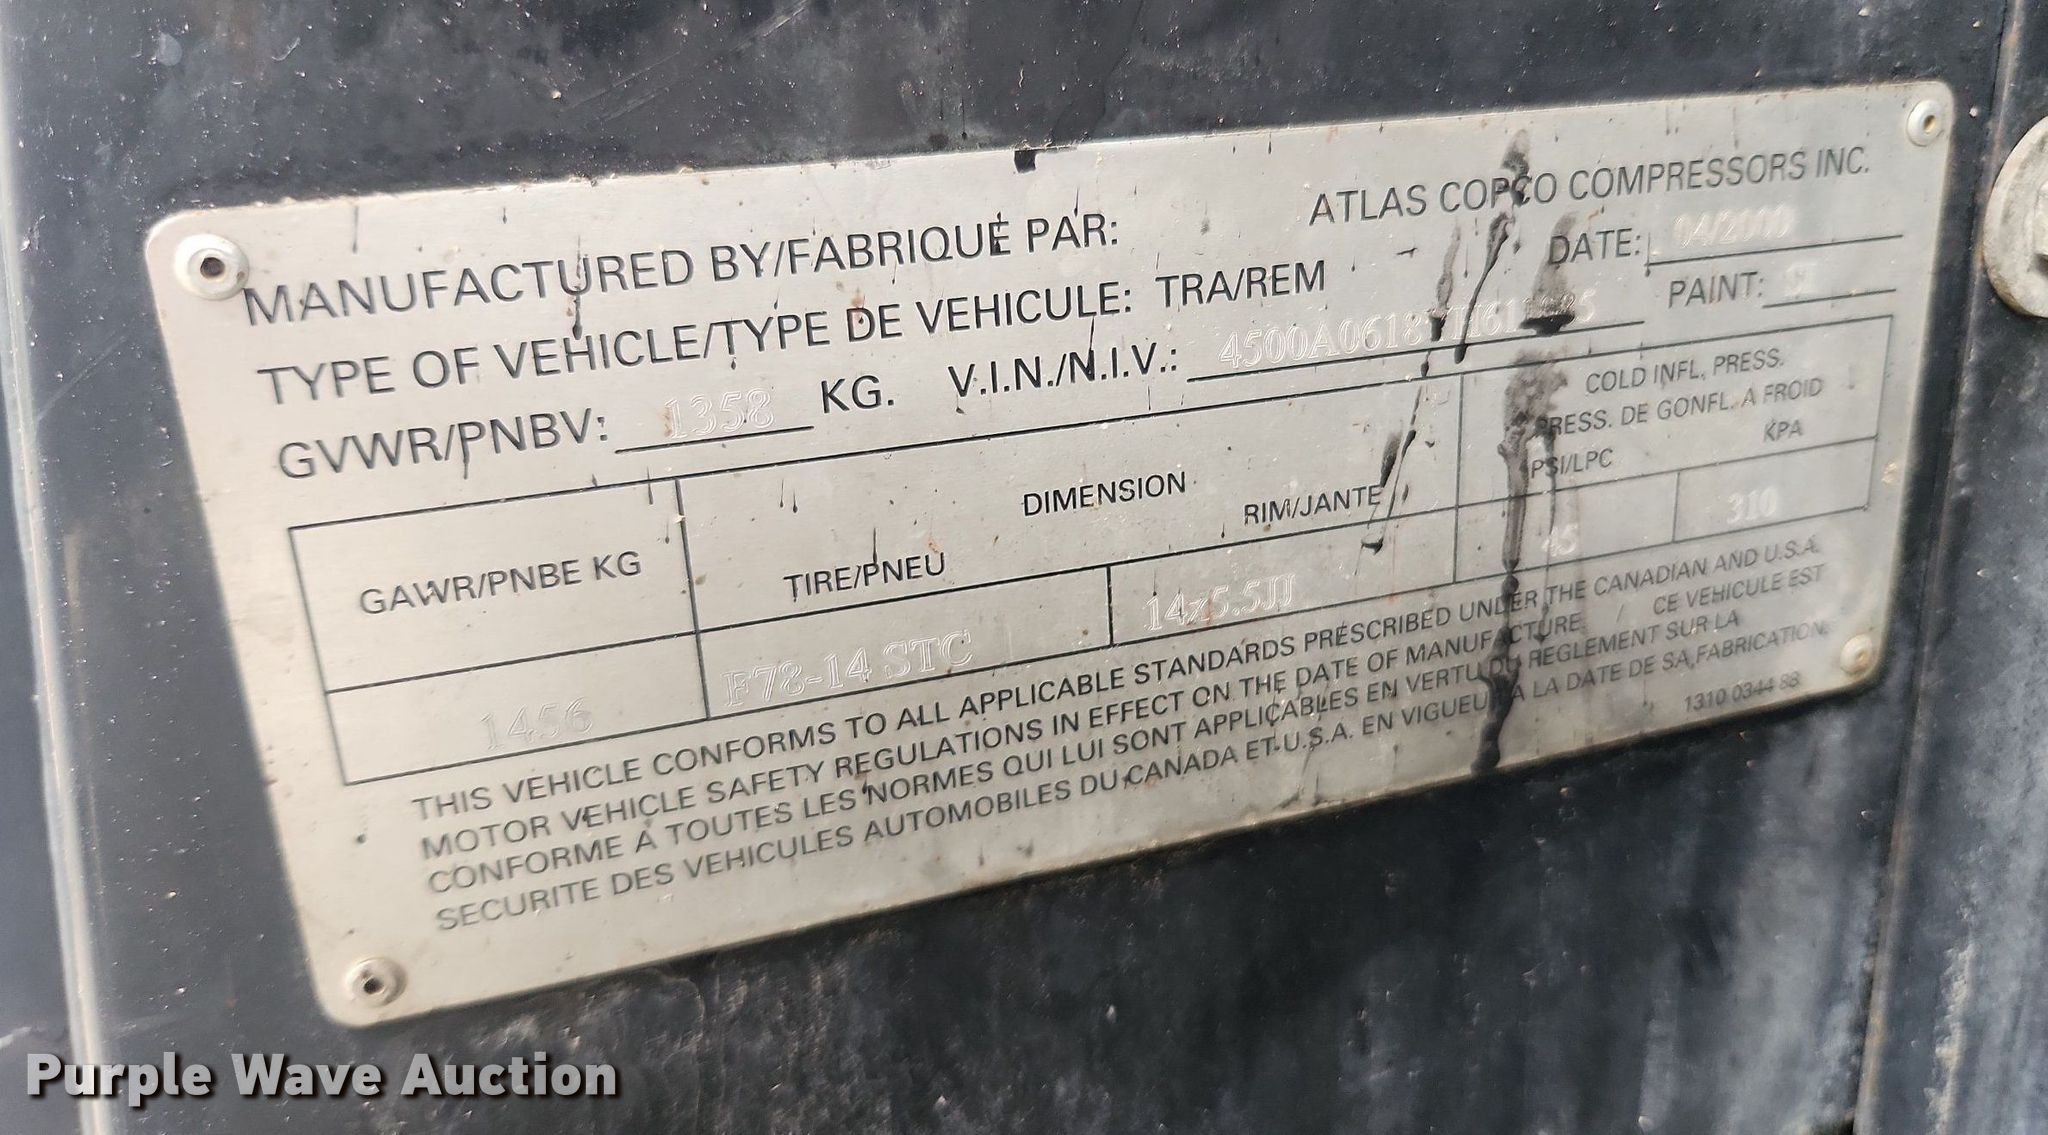 MANUFACTURED BY/FABRIQUE PAR: ATLAS COPCO COMPRESSORS INC.
TYPE OF VEHICLE/TYPE DE VEHICULE: TRA/REM DATE: 04/2000
GVWR/PNBV: 1358 KG. V.I.N./N.I.V.: PAINT:
GAWR/PNBE KG
DIMENSION
TIRE/PNEU RIM/JANTE
COLD INFL. PRESS.
PRESS. DE GONFL. A FROID
PSI/LPC KPA
1456 F78-14 STC 14x5.5JJ 45 310
THIS VEHICLE CONFORMS TO ALL APPLICABLE STANDARDS PRESCRIBED UNDER THE CANADIAN AND U.S.A.
MOTOR VEHICLE SAFETY REGULATIONS IN EFFECT ON THE DATE OF MANUFACTURE / CE VEHICULE EST
CONFORME A TOUTES LES NORMES QUI LUI SONT APPLICABLES EN VERTU DU REGLEMENT SUR LA
SECURITE DES VEHICULES AUTOMOBILES DU CANADA ET U.S.A. EN VIGUEUR A LA DATE DE SA FABRICATION.
1310 0344 88
Purple Wave Auction